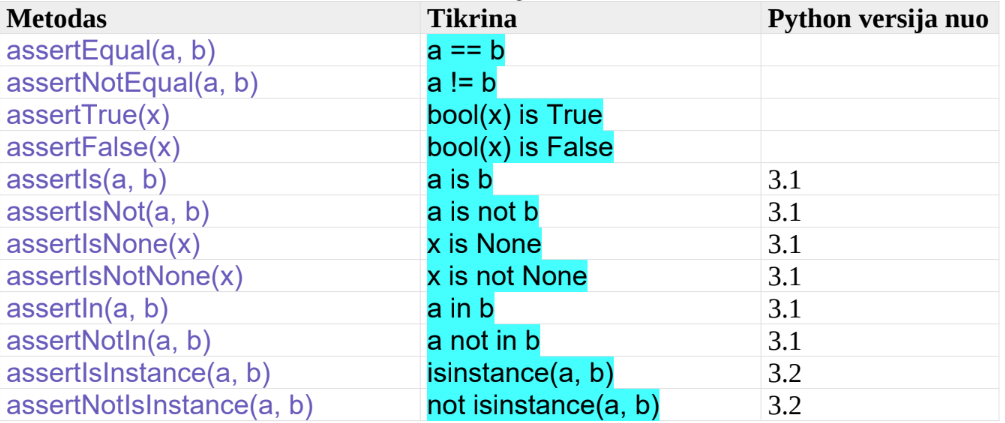 Metodas Tikrina Python versija nuo
assertEqual(a, b) a == b
assertNotEqual(a, b) a != b
assertTrue(x) bool(x) is True
assertFalse(x) bool(x) is False
assertIs(a, b) a is b 3.1
assertIsNot(a, b) a is not b 3.1
assertIsNone(x) x is None 3.1
assertIsNotNone(x) x is not None 3.1
assertIn(a, b) a in b 3.1
assertNotIn(a, b) a not in b 3.1
assertIsInstance(a, b) isinstance(a, b) 3.2
assertNotIsInstance(a, b) not isinstance(a, b) 3.2